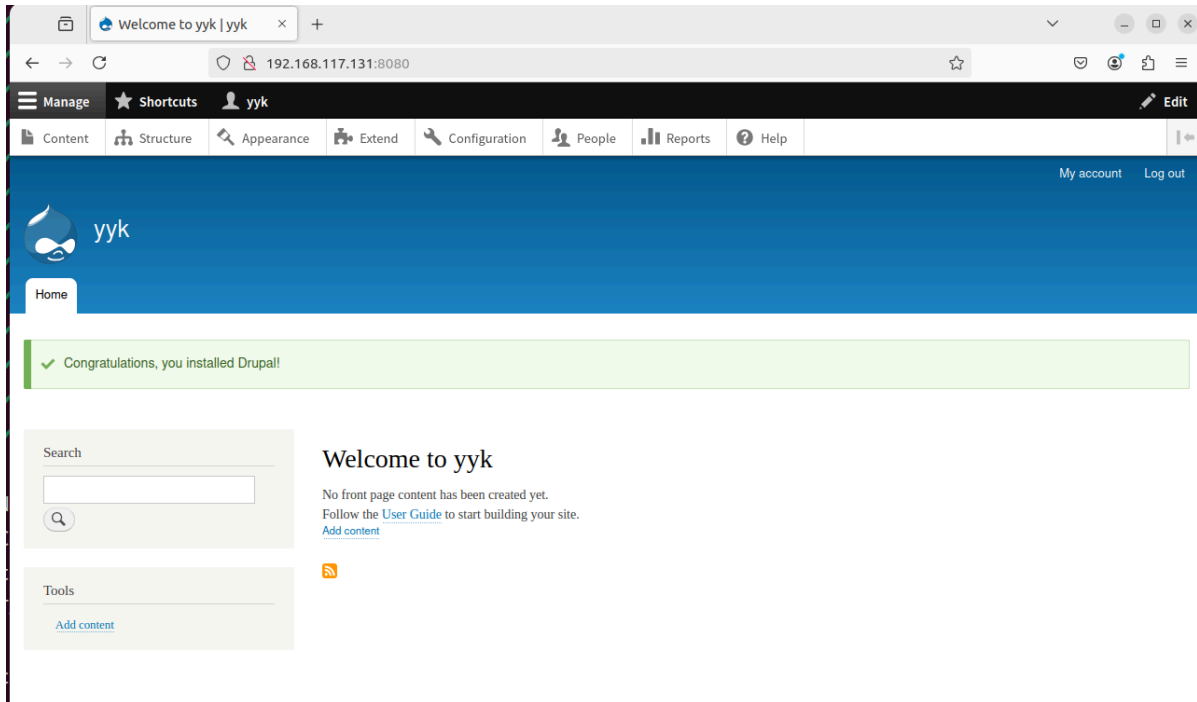 Welcome to yyk | yyk
192.168.117.131:8080
Manage Shortcuts yyk Edit
Content Structure Appearance Extend Configuration People Reports Help
My account Log out
yyk
Home
Congratulations, you installed Drupal!
Search
Welcome to yyk
No front page content has been created yet.
Follow the User Guide to start building your site.
Add content
Tools
Add content